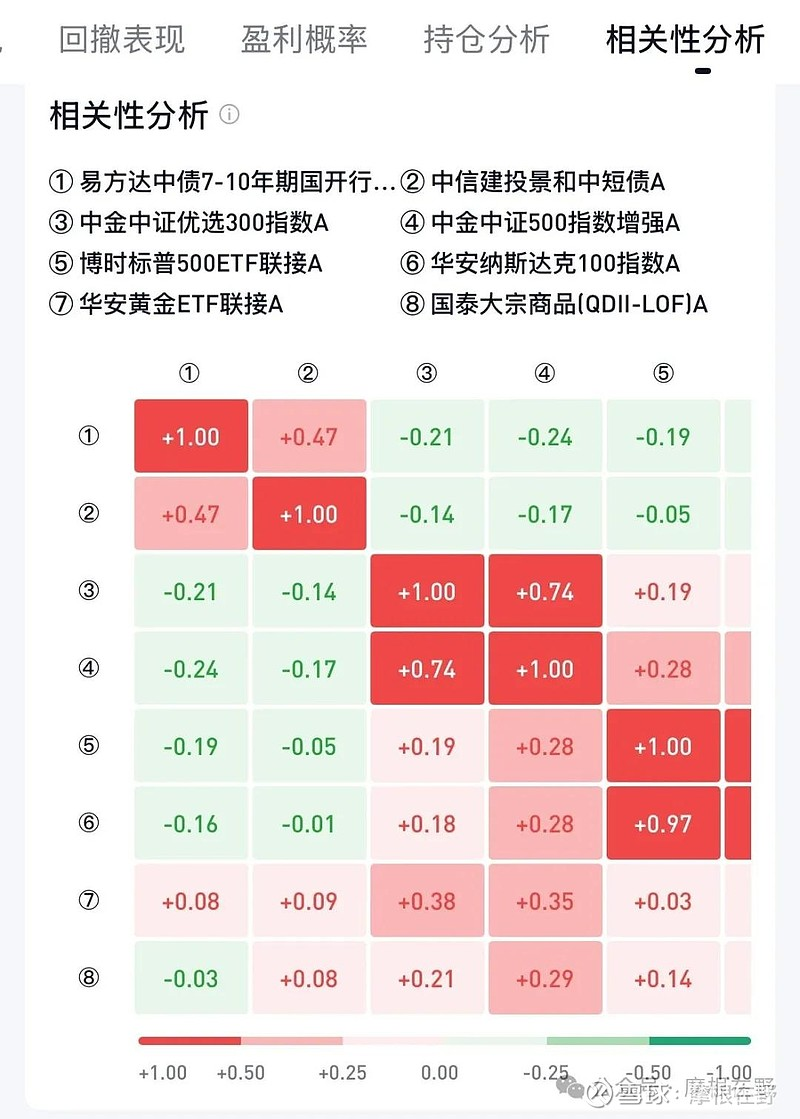 回撤表现 盈利概率 持仓分析 相关性分析
相关性分析
① 易方达中债7-10年期国开行... ② 中信建投景和中短债A
③ 中金中证优选300指数A ④ 中金中证500指数增强A
⑤ 博时标普500ETF联接A ⑥ 华安纳斯达克100指数A
⑦ 华安黄金ETF联接A ⑧ 国泰大宗商品(QDII-LOF)A
① ② ③ ④ ⑤
① +1.00 +0.47 -0.21 -0.24 -0.19
② +0.47 +1.00 -0.14 -0.17 -0.05
③ -0.21 -0.14 +1.00 +0.74 +0.19
④ -0.24 -0.17 +0.74 +1.00 +0.28
⑤ -0.19 -0.05 +0.19 +0.28 +1.00
⑥ -0.16 -0.01 +0.18 +0.28 +0.97
⑦ +0.08 +0.09 +0.38 +0.35 +0.03
⑧ -0.03 +0.08 +0.21 +0.29 +0.14
+1.00 +0.50 +0.25 0.00 -0.25 -0.50 -1.00
雪球：摩根在野